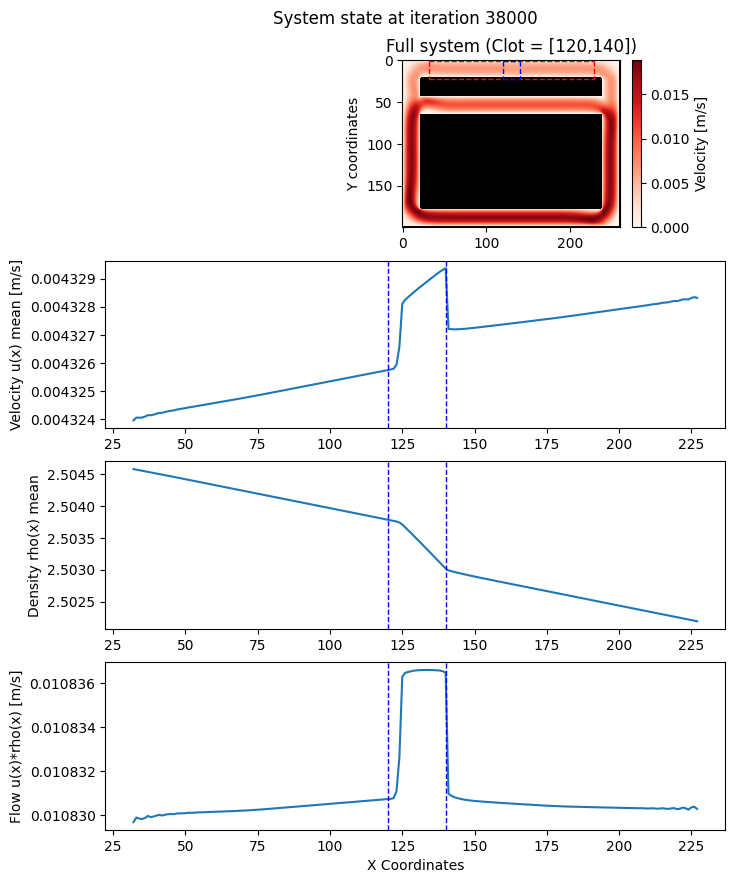 System state at iteration 38000
Full system (Clot = [120,140])
Y coordinates
0
50
100
150
0 100 200
0.015
0.010
0.005
0.000
Velocity [m/s]
Velocity u(x) mean [m/s]
0.004329
0.004328
0.004327
0.004326
0.004325
0.004324
25 50 75 100 125 150 175 200 225
Density rho(x) mean
2.5045
2.5040
2.5035
2.5030
2.5025
25 50 75 100 125 150 175 200 225
Flow u(x)*rho(x) [m/s]
0.010836
0.010834
0.010832
0.010830
25 50 75 100 125 150 175 200 225
X Coordinates